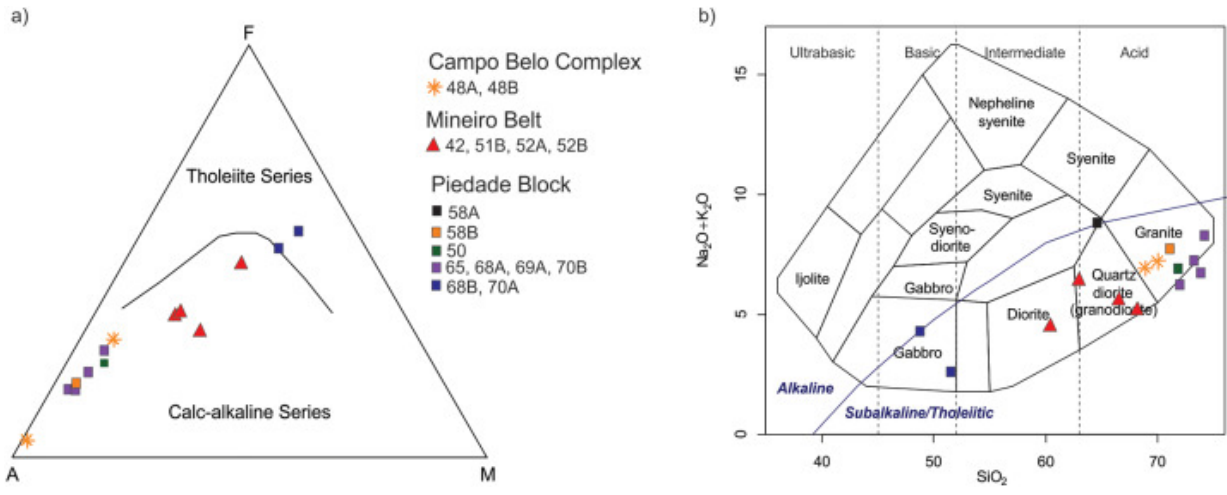 a)
F
Campo Belo Complex
48A, 48B
Mineiro Belt
42, 51B, 52A, 52B
Piedade Block
58A
58B
50
65, 68A, 69A, 70B
68B, 70A
Tholeiite Series
Calc-alkaline Series
A
M
b)
Ultrabasic
Basic
Intermediate
Acid
15
10
5
0
Na₂O+K₂O
Nepheline
syenite
Syenite
Syenite
Syeno-
diorite
Granite
Ijolite
Gabbro
Quartz
diorite
(granodiorite)
Diorite
Gabbro
Alkaline
Subalkaline/Tholeiitic
40
50
60
70
SiO₂